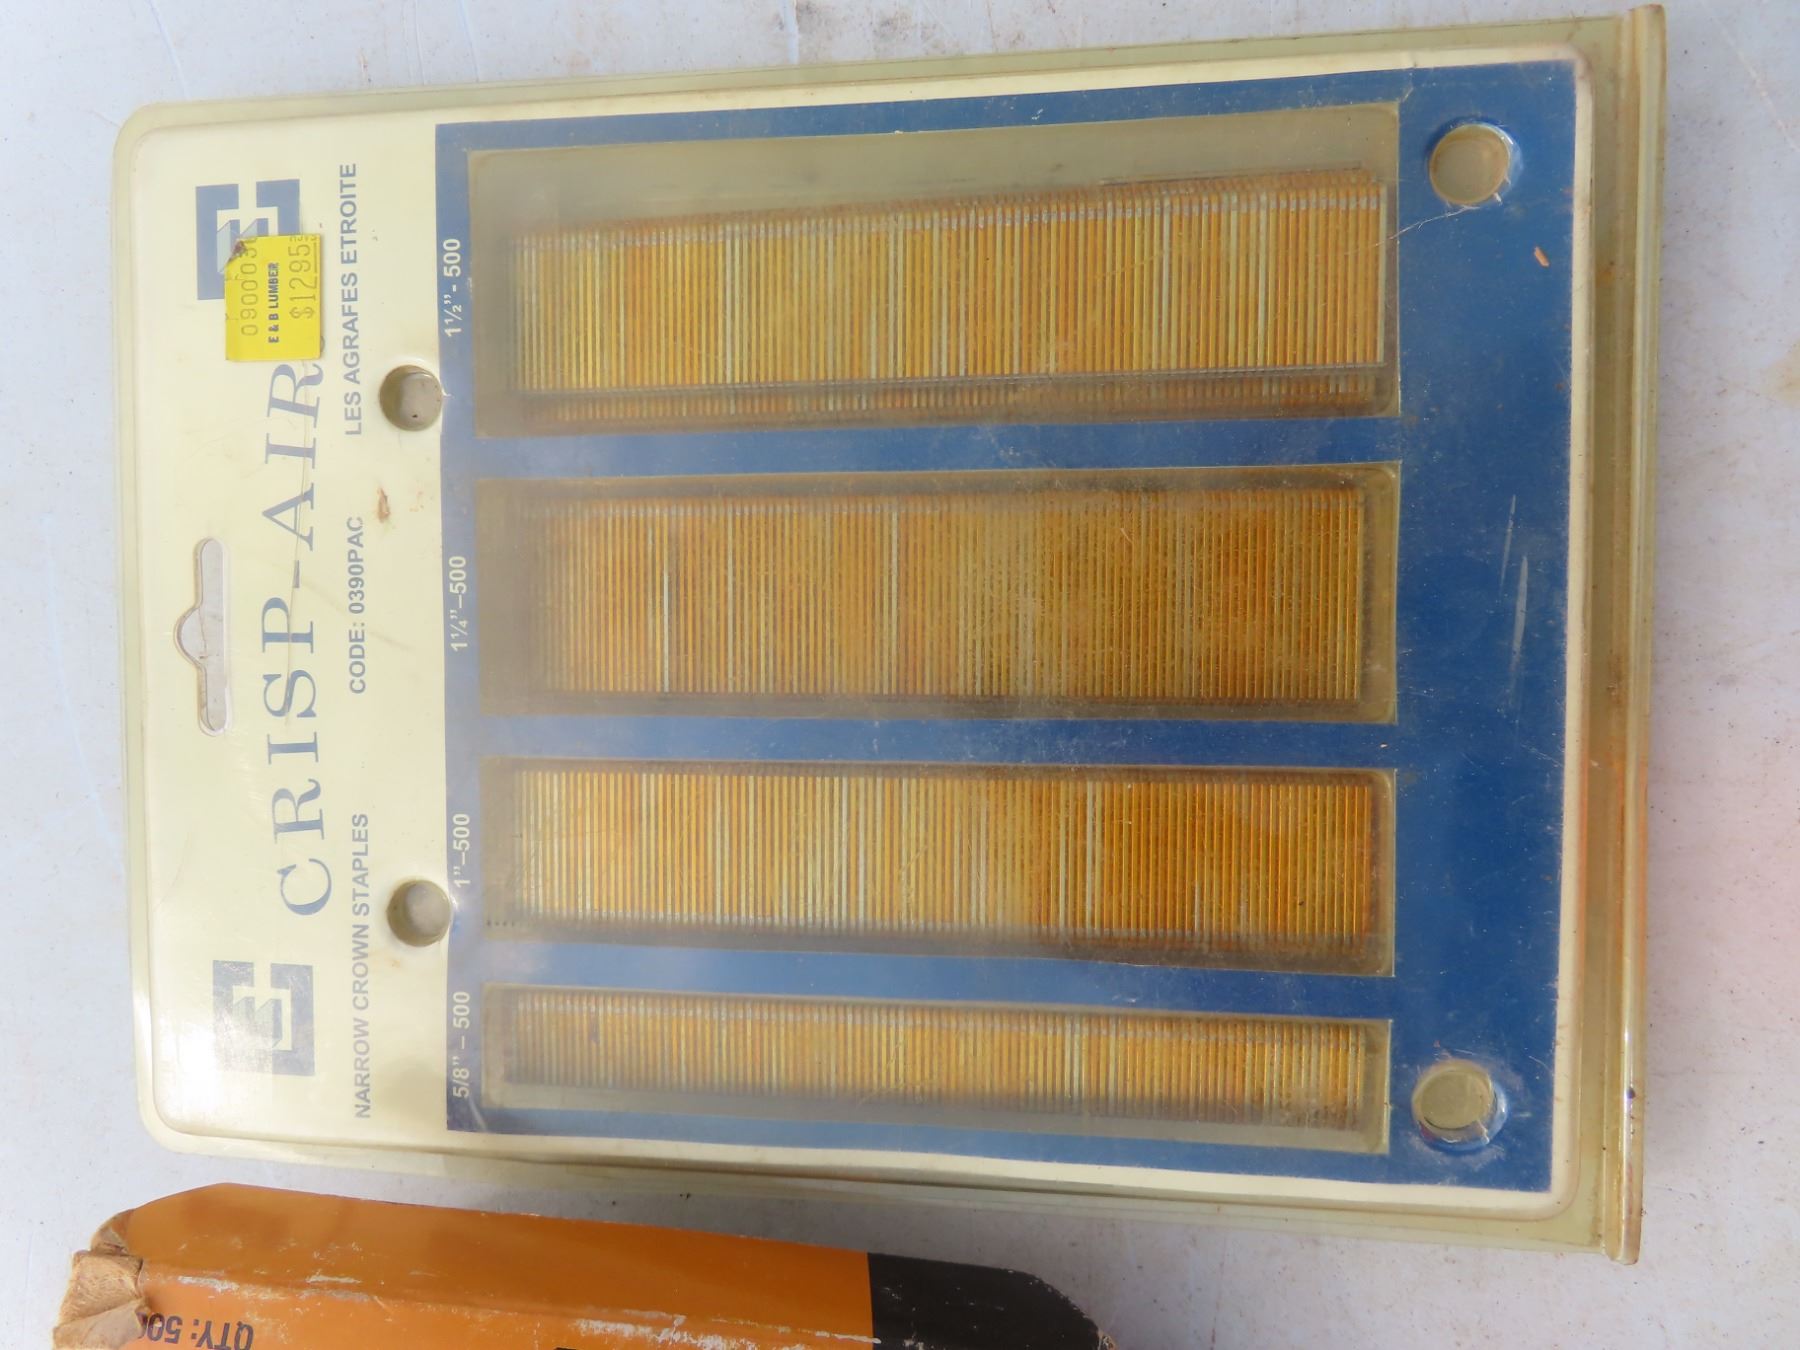 CRISP-AIR
090003
E & B LUMBER
$1295
NARROW CROWN STAPLES CODE: 0390PAC LES AGRAFES ETROITE
5/8” – 500
1”–500
1¼”–500
1½”- 500
QTY: 50